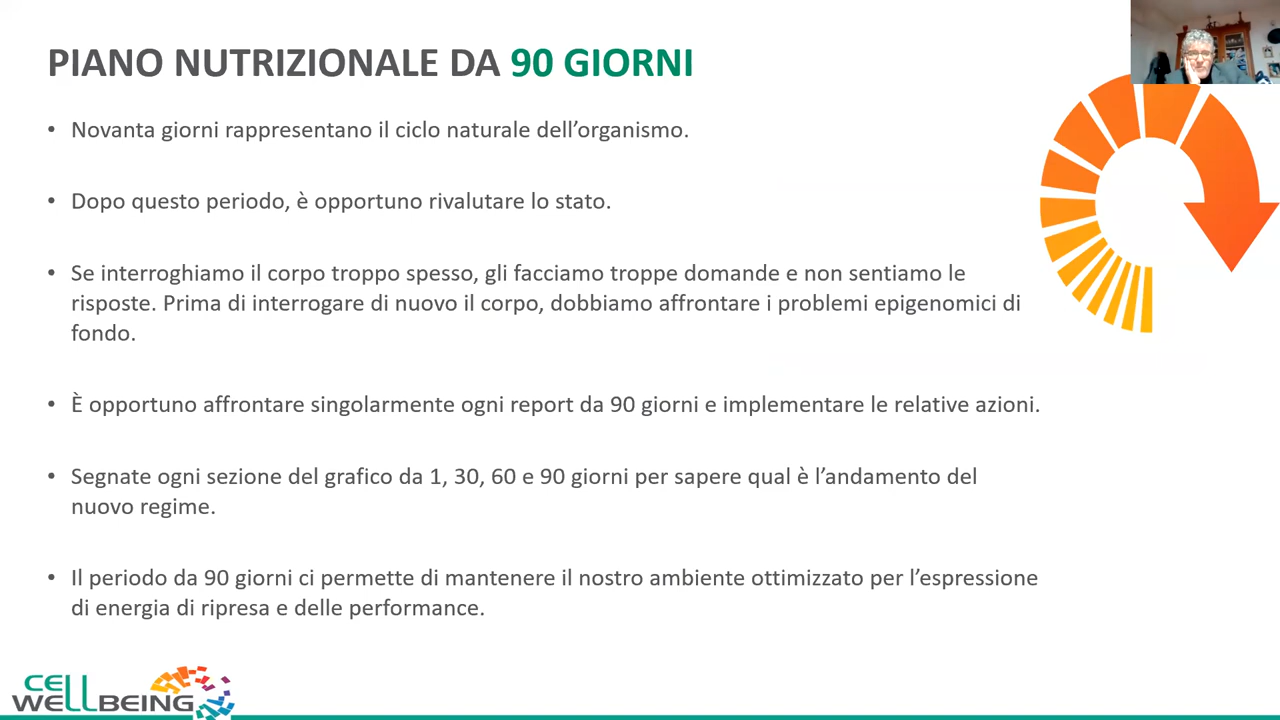 PIANO NUTRIZIONALE DA 90 GIORNI
• Novanta giorni rappresentano il ciclo naturale dell’organismo.
• Dopo questo periodo, è opportuno rivalutare lo stato.
• Se interroghiamo il corpo troppo spesso, gli facciamo troppe domande e non sentiamo le
risposte. Prima di interrogare di nuovo il corpo, dobbiamo affrontare i problemi epigenomici di
fondo.
• È opportuno affrontare singolarmente ogni report da 90 giorni e implementare le relative azioni.
• Segnate ogni sezione del grafico da 1, 30, 60 e 90 giorni per sapere qual è l’andamento del
nuovo regime.
• Il periodo da 90 giorni ci permette di mantenere il nostro ambiente ottimizzato per l’espressione
di energia di ripresa e delle performance.
CELL
WELLBEING